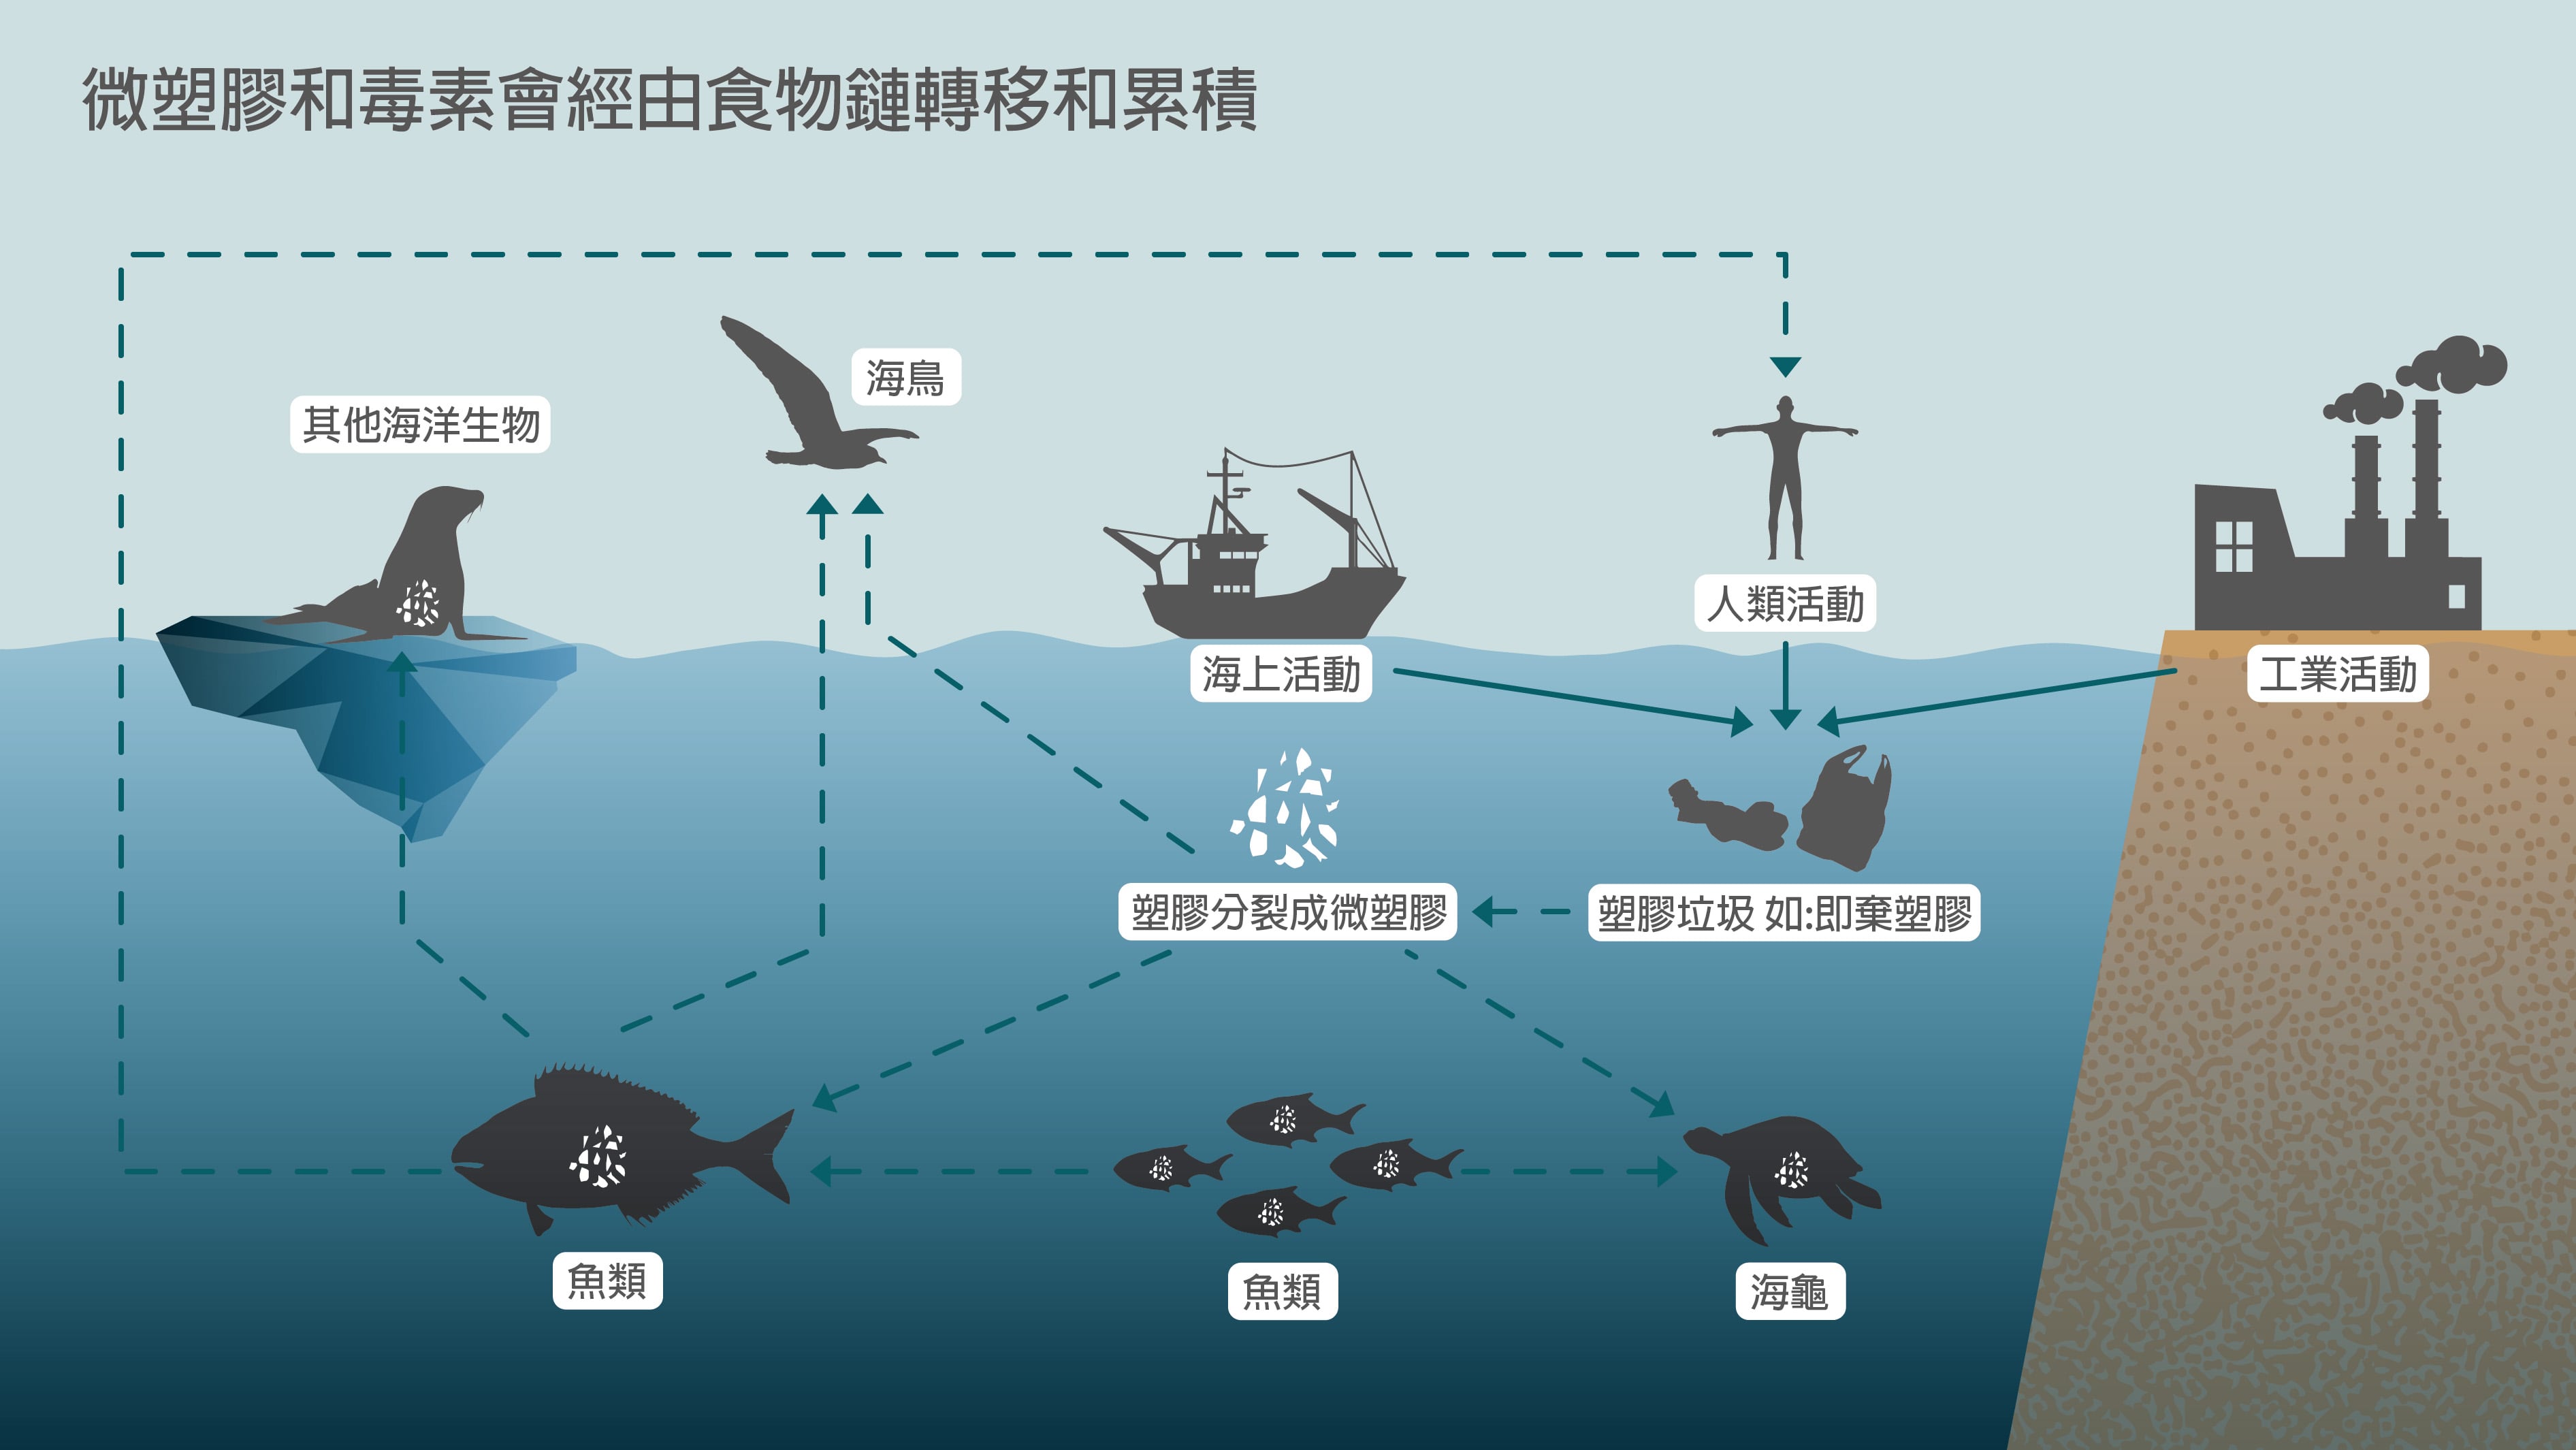 微塑膠和毒素會經由食物鏈轉移和累積
海鳥
其他海洋生物
人類活動
海上活動
工業活動
塑膠分裂成微塑膠
塑膠垃圾 如:即棄塑膠
魚類
魚類
海龜